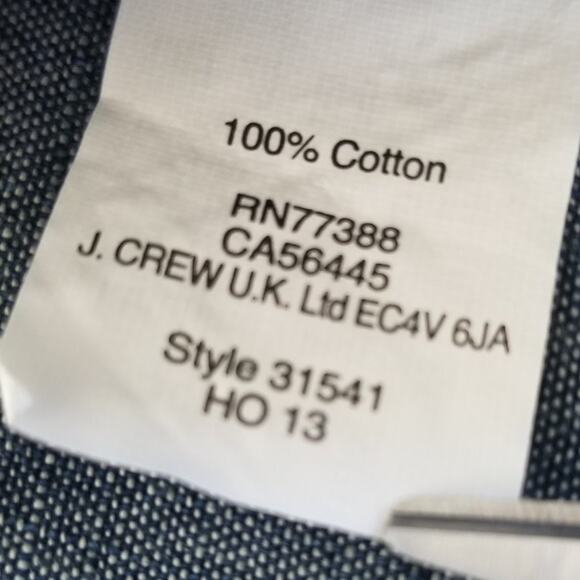 100% Cotton
RN77388
CA56445
J. CREW U.K. Ltd EC4V 6JA
Style 31541
HO 13